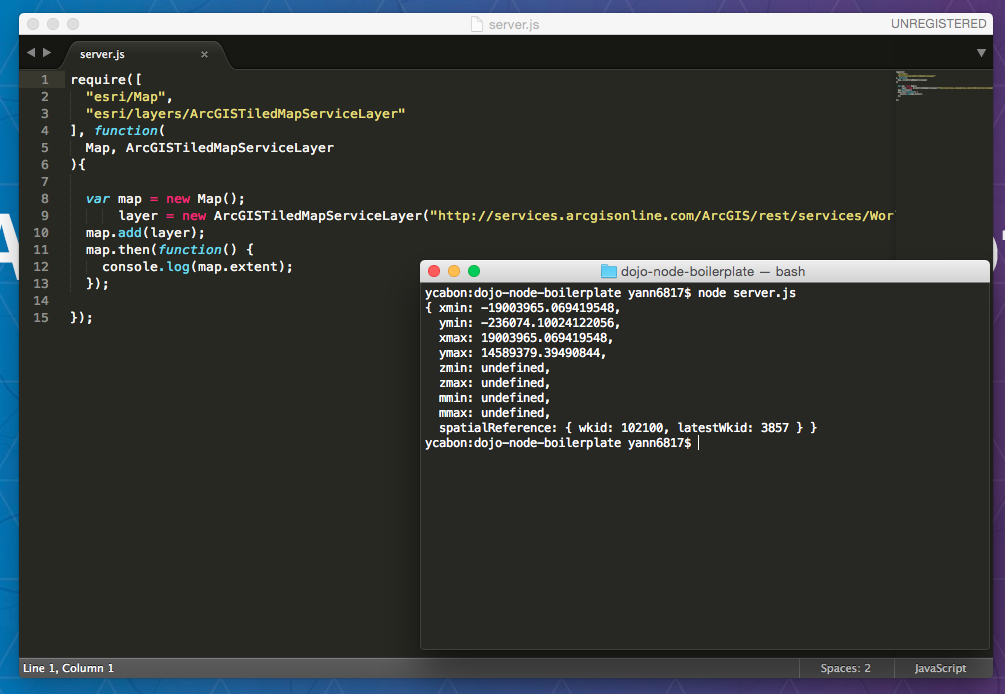 server.js
UNREGISTERED
server.js
1 require([
2 "esri/Map",
3 "esri/layers/ArcGISTiledMapServiceLayer"
4 ], function(
5 Map, ArcGISTiledMapServiceLayer
6 ){
7
8 var map = new Map();
9 layer = new ArcGISTiledMapServiceLayer("http://services.arcgisonline.com/ArcGIS/rest/services/Wor
10 map.add(layer);
11 map.then(function() {
12 console.log(map.extent);
13 });
14
15 });
dojo-node-boilerplate — bash
ycabon:dojo-node-boilerplate yann6817$ node server.js
{ xmin: -19003965.069419548,
ymin: -236074.10024122056,
xmax: 19003965.069419548,
ymax: 14589379.39490844,
zmin: undefined,
zmax: undefined,
mmin: undefined,
mmax: undefined,
spatialReference: { wkid: 102100, latestWkid: 3857 } }
ycabon:dojo-node-boilerplate yann6817$
Line 1, Column 1
Spaces: 2
JavaScript